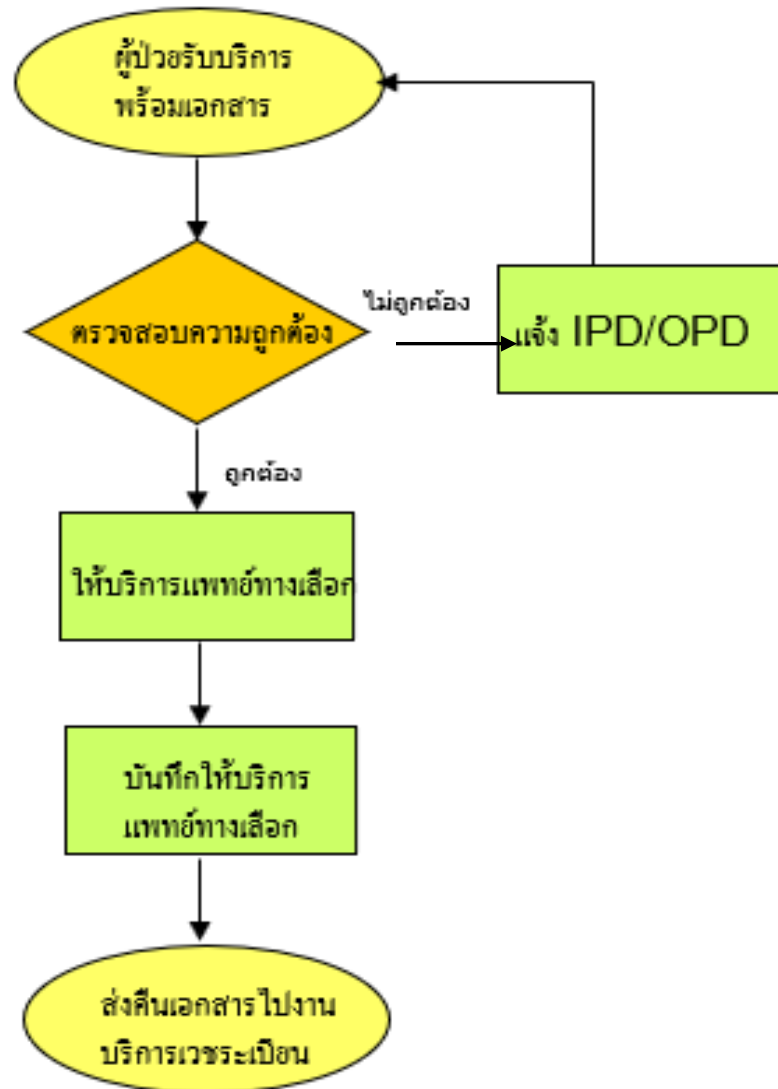 ผู้ป่วยรับบริการ
พร้อมเอกสาร
ตรวจสอบความถูกต้อง
ไม่ถูกต้อง
แจ้ง IPD/OPD
ถูกต้อง
ให้บริการแพทย์ทางเลือก
บันทึกให้บริการ
แพทย์ทางเลือก
ส่งคืนเอกสารไปงาน
บริการเวชระเบียน